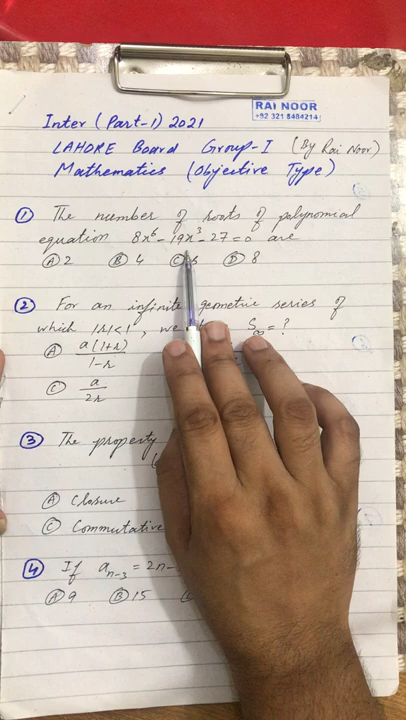 RAI NOOR
+92 321 8484214
Inter (Part-1) 2021
LAHORE Board Group-I (By Rai Noor)
Mathematics (Objective Type)
① The number of roots of polynomial
equation 8x⁶ - 19x³ - 27 = 0 are
Ⓐ 2 Ⓑ 4 Ⓒ 6 Ⓓ 8
② For an infinite geometric series of
which |r|<1, we S∞ = ?
Ⓐ a(1+r)/1-r
Ⓒ a/2r
③ The property
Ⓐ Closure
Ⓒ Commutative
④ If aₙ₋₃ = 2n-
Ⓐ 9 Ⓑ 15